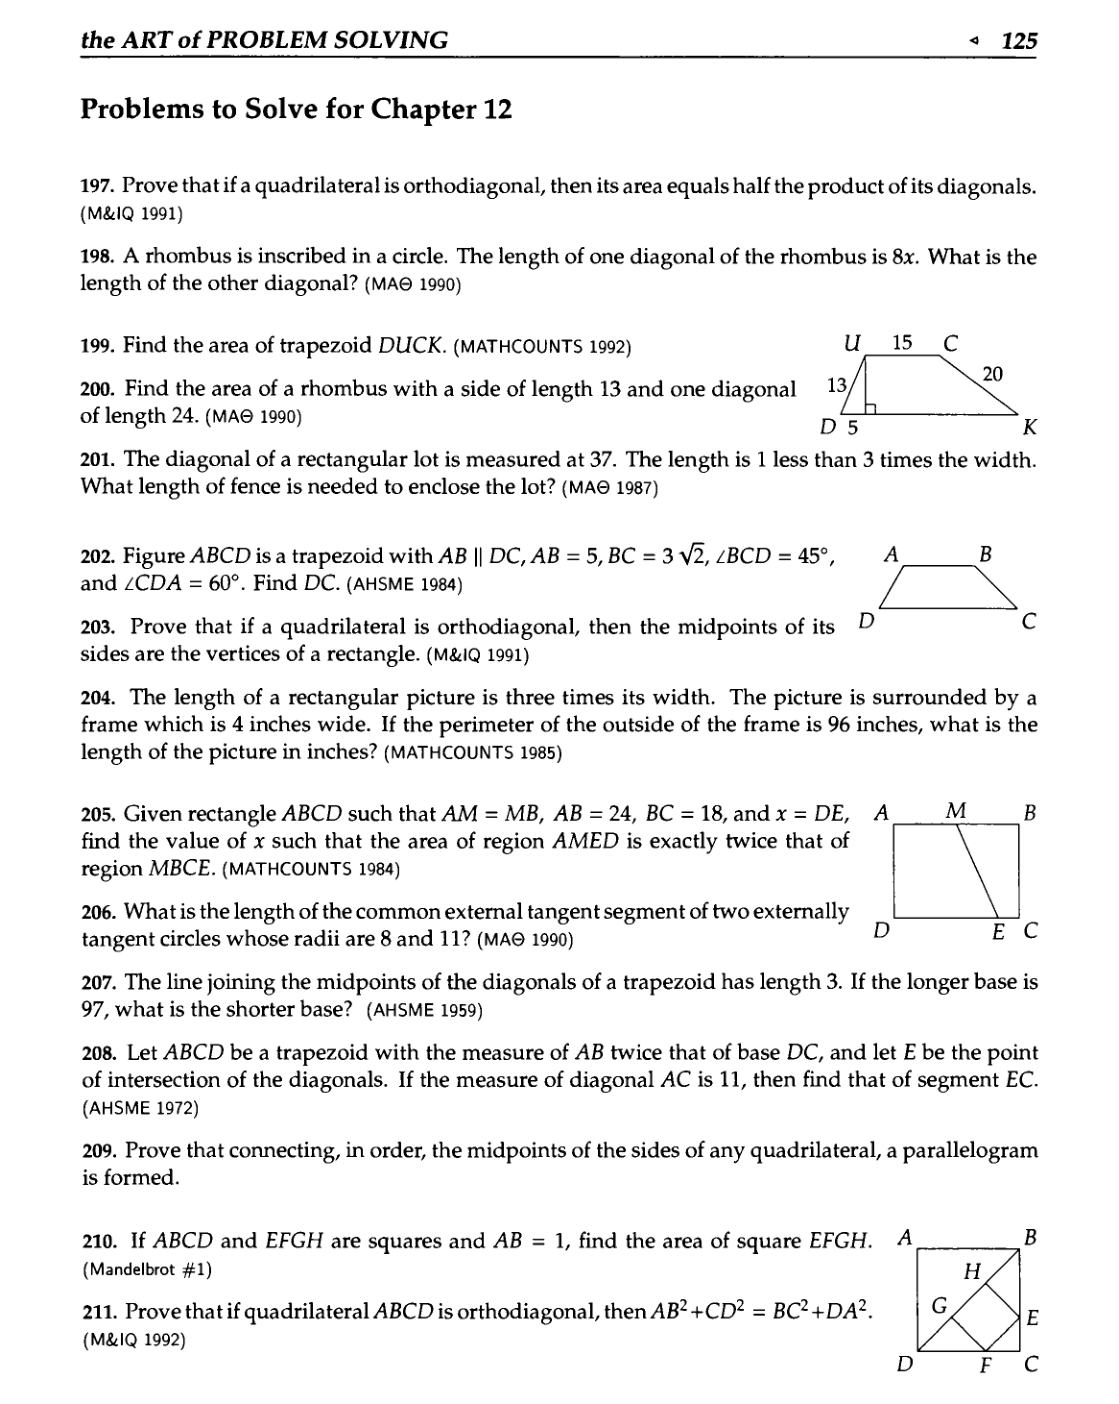 the ART of PROBLEM SOLVING ◃ 125
Problems to Solve for Chapter 12
197. Prove that if a quadrilateral is orthodiagonal, then its area equals half the product of its diagonals.
(M&IQ 1991)
198. A rhombus is inscribed in a circle. The length of one diagonal of the rhombus is 8x. What is the
length of the other diagonal? (MAΘ 1990)
199. Find the area of trapezoid DUCK. (MATHCOUNTS 1992)
U 15 C
200. Find the area of a rhombus with a side of length 13 and one diagonal
13 20
of length 24. (MAΘ 1990)
D 5 K
201. The diagonal of a rectangular lot is measured at 37. The length is 1 less than 3 times the width.
What length of fence is needed to enclose the lot? (MAΘ 1987)
202. Figure ABCD is a trapezoid with AB || DC, AB = 5, BC = 3 √2, ∠BCD = 45°,
A B
and ∠CDA = 60°. Find DC. (AHSME 1984)
203. Prove that if a quadrilateral is orthodiagonal, then the midpoints of its
D C
sides are the vertices of a rectangle. (M&IQ 1991)
204. The length of a rectangular picture is three times its width. The picture is surrounded by a
frame which is 4 inches wide. If the perimeter of the outside of the frame is 96 inches, what is the
length of the picture in inches? (MATHCOUNTS 1985)
205. Given rectangle ABCD such that AM = MB, AB = 24, BC = 18, and x = DE,
A M B
find the value of x such that the area of region AMED is exactly twice that of
region MBCE. (MATHCOUNTS 1984)
206. What is the length of the common external tangent segment of two externally
D E C
tangent circles whose radii are 8 and 11? (MAΘ 1990)
207. The line joining the midpoints of the diagonals of a trapezoid has length 3. If the longer base is
97, what is the shorter base? (AHSME 1959)
208. Let ABCD be a trapezoid with the measure of AB twice that of base DC, and let E be the point
of intersection of the diagonals. If the measure of diagonal AC is 11, then find that of segment EC.
(AHSME 1972)
209. Prove that connecting, in order, the midpoints of the sides of any quadrilateral, a parallelogram
is formed.
210. If ABCD and EFGH are squares and AB = 1, find the area of square EFGH.
A B
(Mandelbrot #1)
H
211. Prove that if quadrilateral ABCD is orthodiagonal, then AB²+CD² = BC²+DA².
G E
(M&IQ 1992)
D F C